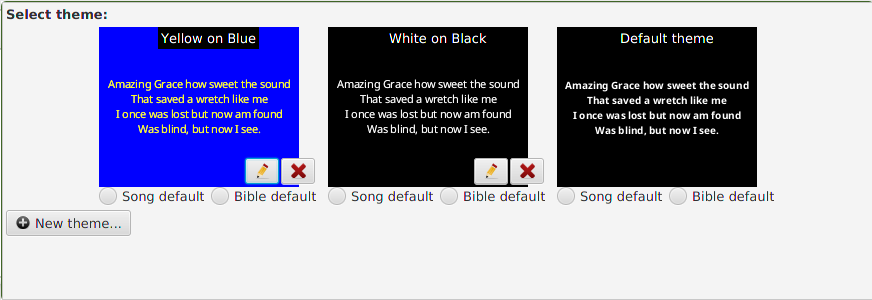 Select theme:
Yellow on Blue
Amazing Grace how sweet the sound
That saved a wretch like me
I once was lost but now am found
Was blind, but now I see.
Song default
Bible default
White on Black
Amazing Grace how sweet the sound
That saved a wretch like me
I once was lost but now am found
Was blind, but now I see.
Song default
Bible default
Default theme
Amazing Grace how sweet the sound
That saved a wretch like me
I once was lost but now am found
Was blind, but now I see.
Song default
Bible default
New theme...